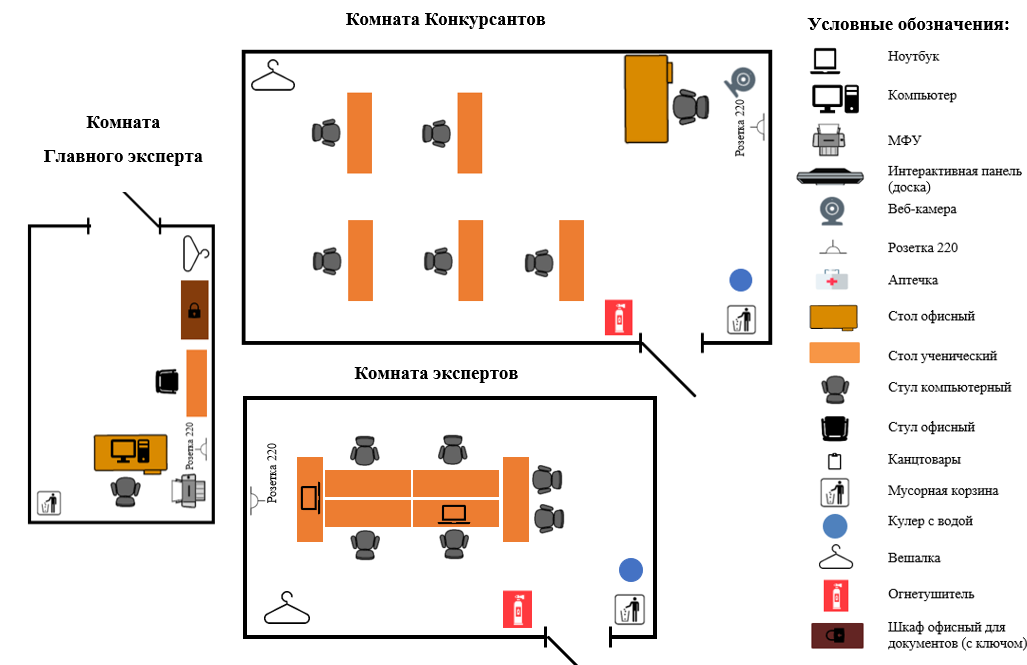 Комната Конкурсантов
Розетка 220
Комната
Главного эксперта
Розетка 220
Комната экспертов
Розетка 220
Условные обозначения:
Ноутбук
Компьютер
МФУ
Интерактивная панель
(доска)
Веб-камера
Розетка 220
Аптечка
Стол офисный
Стол ученический
Стул компьютерный
Стул офисный
Канцтовары
Мусорная корзина
Кулер с водой
Вешалка
Огнетушитель
Шкаф офисный для
документов (с ключом)